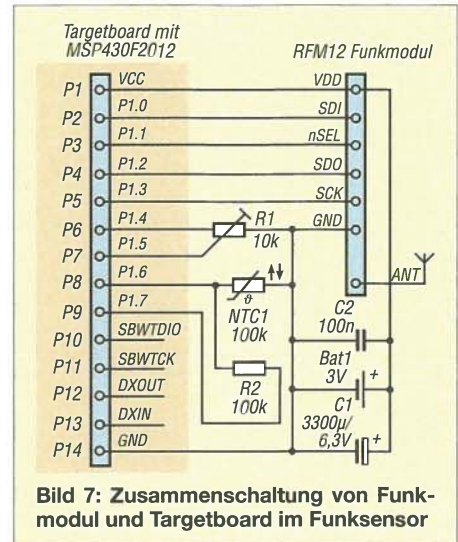 Targetboard mit
MSP430F2012
RFM12 Funkmodul
P1 VCC VDD
P2 P1.0 SDI
P3 P1.1 nSEL
P4 P1.2 SDO
P5 P1.3 SCK
P6 P1.4 R1 GND
10k
P7 P1.5
P8 P1.6 ANT
ϑ
NTC1
100k
P9 P1.7
C2
100n
P10 SBWTDIO
P11 SBWTCK
R2
100k
Bat1
3V +
P12 DXOUT
P13 DXIN
C1
3300µ/
6,3V +
P14 GND
Bild 7: Zusammenschaltung von Funk-
modul und Targetboard im Funksensor